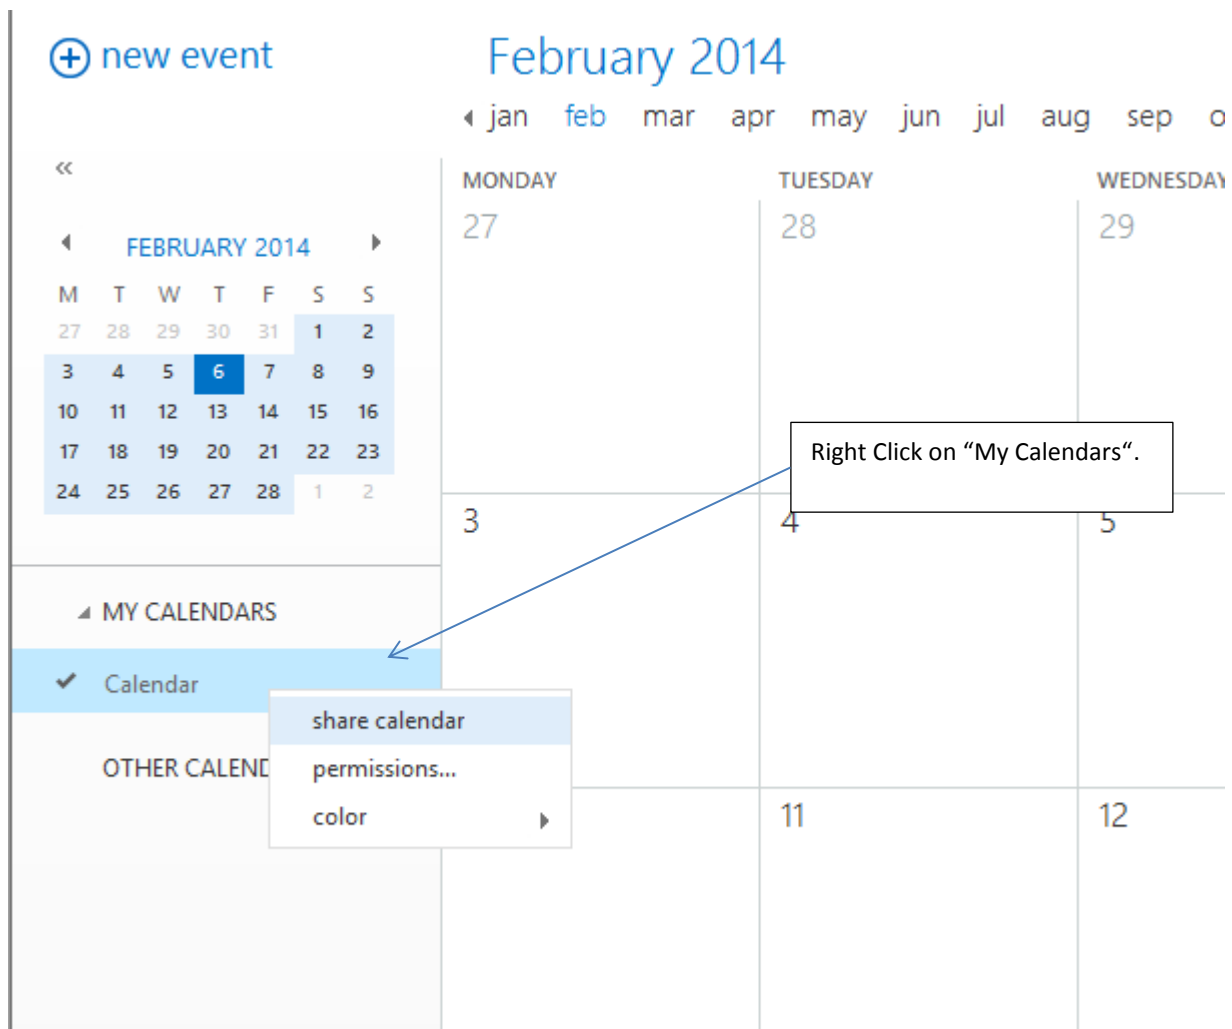 new event
February 2014
jan feb mar apr may jun jul aug sep o
«
FEBRUARY 2014
M T W T F S S
27 28 29 30 31 1 2
3 4 5 6 7 8 9
10 11 12 13 14 15 16
17 18 19 20 21 22 23
24 25 26 27 28 1 2
MONDAY TUESDAY WEDNESDAY
27 28 29
Right Click on “My Calendars“.
3 4 5
MY CALENDARS
Calendar
share calendar
OTHER CALEND
permissions...
color
11 12